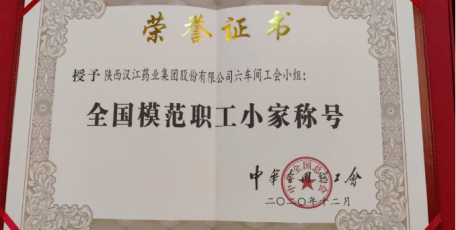 荣誉证书
授予 陕西汉江药业集团股份有限公司六车间工会小组：
全国模范职工小家称号
中华全国总工会
二〇二〇年十二月